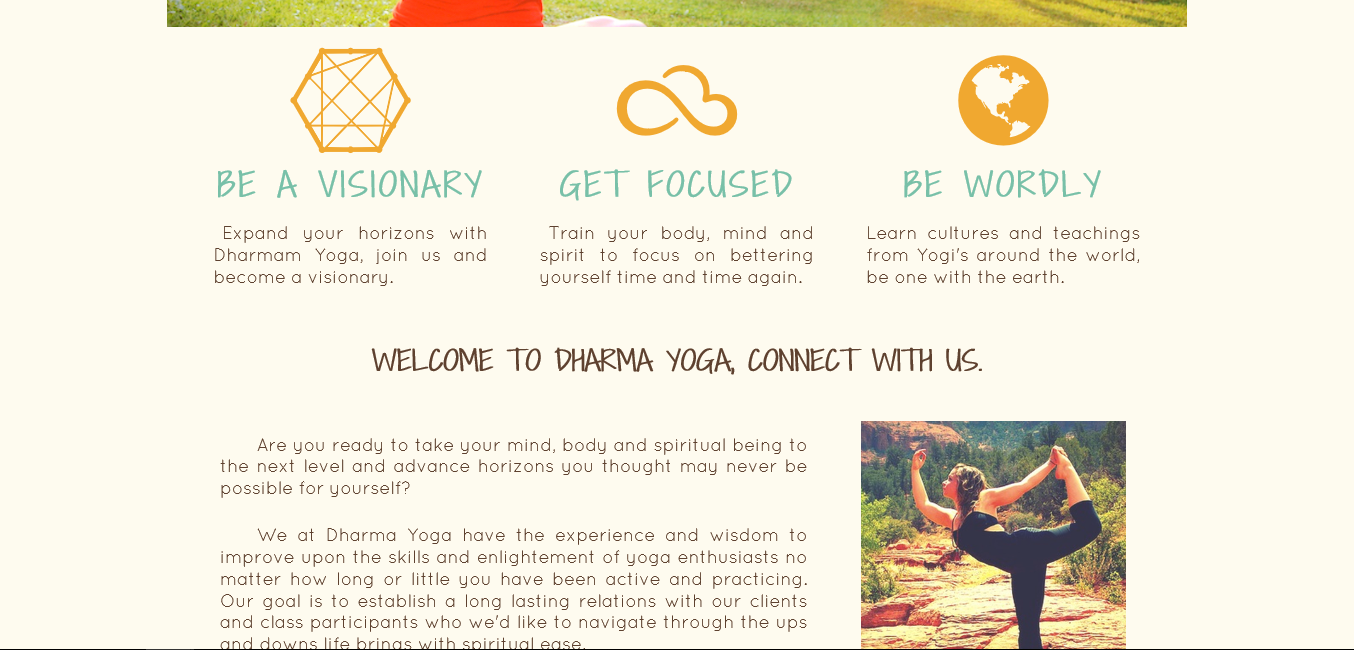 BE A VISIONARY
Expand your horizons with
Dharmam Yoga, join us and
become a visionary.
GET FOCUSED
Train your body, mind and
spirit to focus on bettering
yourself time and time again.
BE WORDLY
Learn cultures and teachings
from Yogi's around the world,
be one with the earth.
WELCOME TO DHARMA YOGA, CONNECT WITH US.
Are you ready to take your mind, body and spiritual being to
the next level and advance horizons you thought may never be
possible for yourself?
We at Dharma Yoga have the experience and wisdom to
improve upon the skills and enlightement of yoga enthusiasts no
matter how long or little you have been active and practicing.
Our goal is to establish a long lasting relations with our clients
and class participants who we'd like to navigate through the ups
and downs life brings with spiritual ease.